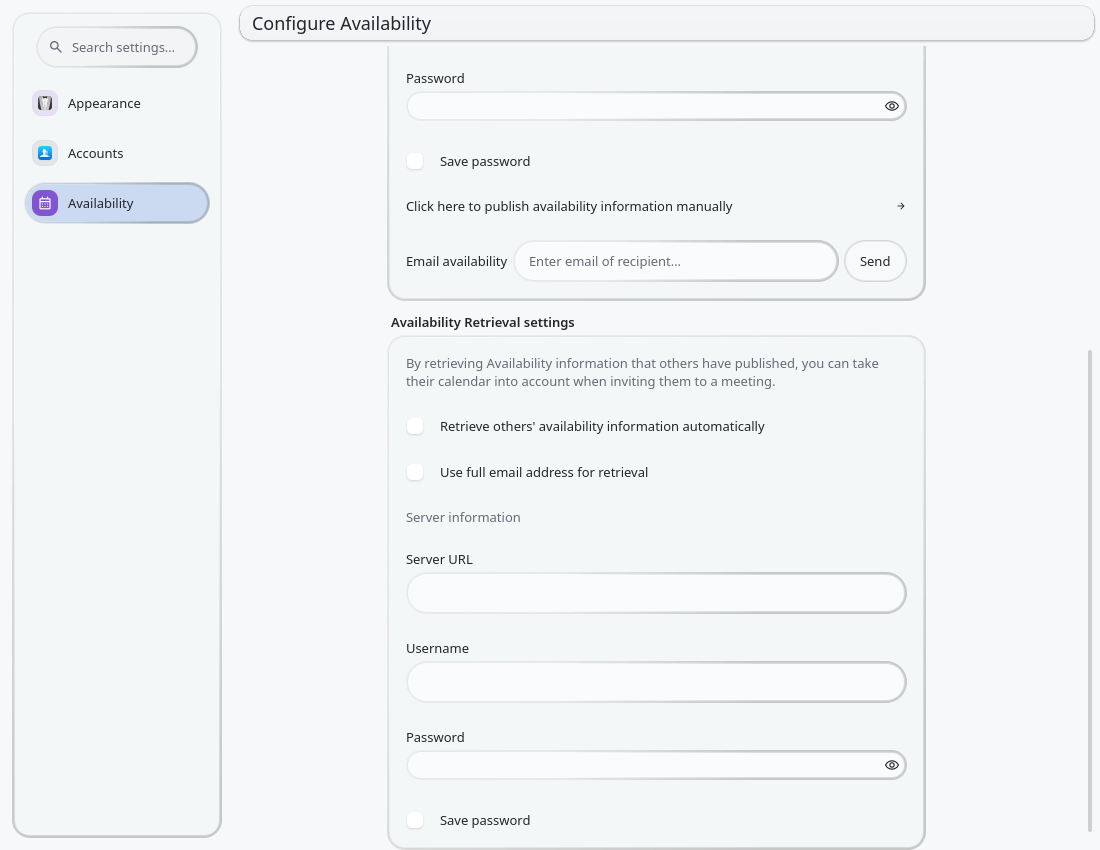 Search settings...
Appearance
Accounts
Availability
Configure Availability
Password
Save password
Click here to publish availability information manually
Email availability Enter email of recipient... Send
Availability Retrieval settings
By retrieving Availability information that others have published, you can take
their calendar into account when inviting them to a meeting.
Retrieve others' availability information automatically
Use full email address for retrieval
Server information
Server URL
Username
Password
Save password